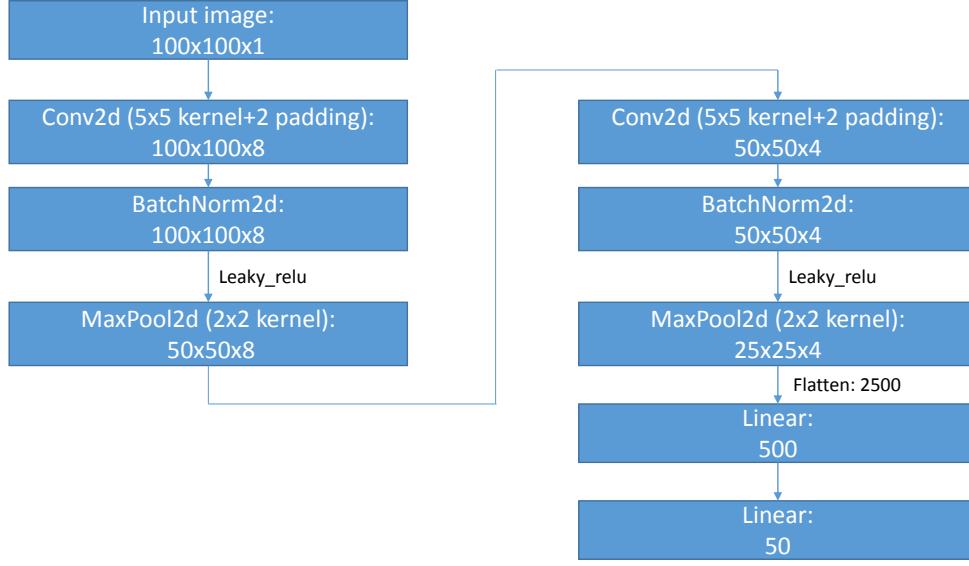 Input image:
100x100x1
Conv2d (5x5 kernel+2 padding):
100x100x8
BatchNorm2d:
100x100x8
Leaky_relu
MaxPool2d (2x2 kernel):
50x50x8
Conv2d (5x5 kernel+2 padding):
50x50x4
BatchNorm2d:
50x50x4
Leaky_relu
MaxPool2d (2x2 kernel):
25x25x4
Flatten: 2500
Linear:
500
Linear:
50